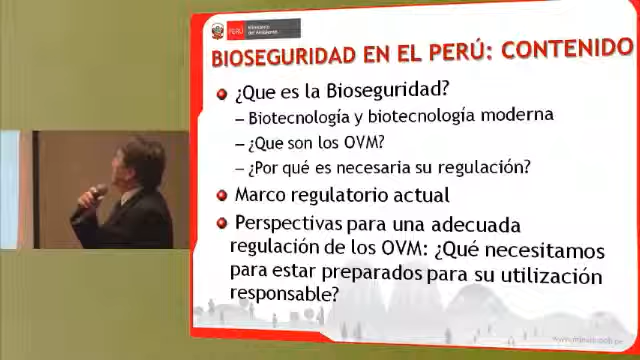 PERÚ
Ministerio
del Ambiente
BIOSEGURIDAD EN EL PERÚ: CONTENIDO
¿Que es la Bioseguridad?
– Biotecnología y biotecnología moderna
– ¿Que son los OVM?
– ¿Por qué es necesaria su regulación?
Marco regulatorio actual
Perspectivas para una adecuada
regulación de los OVM: ¿Qué necesitamos
para estar preparados para su utilización
responsable?